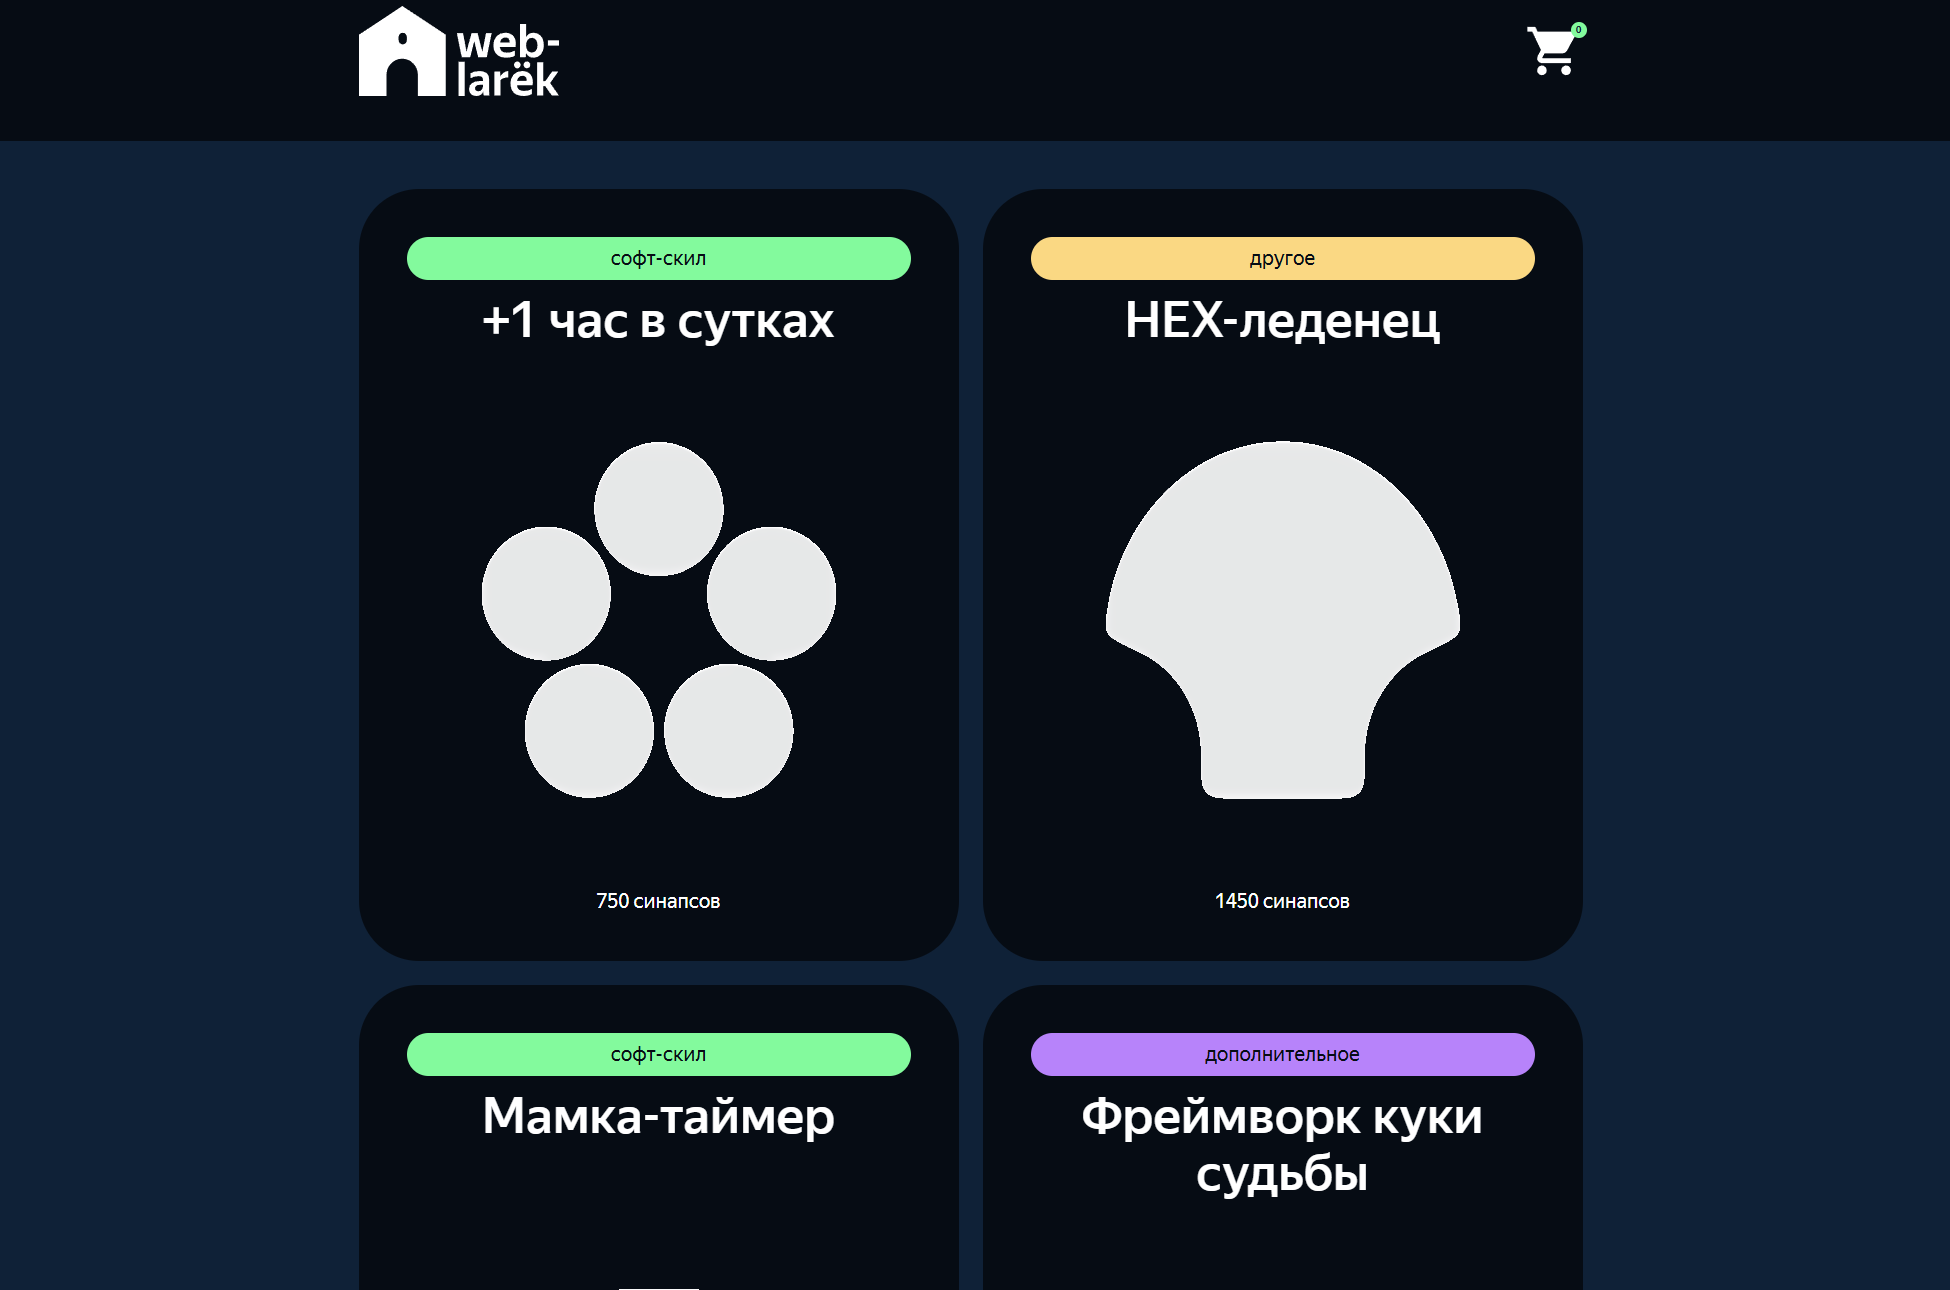 web-
larёk
0
софт-скил
+1 час в сутках
750 синапсов
другое
HEX-леденец
1450 синапсов
софт-скил
Мамка-таймер
дополнительное
Фреймворк куки
судьбы